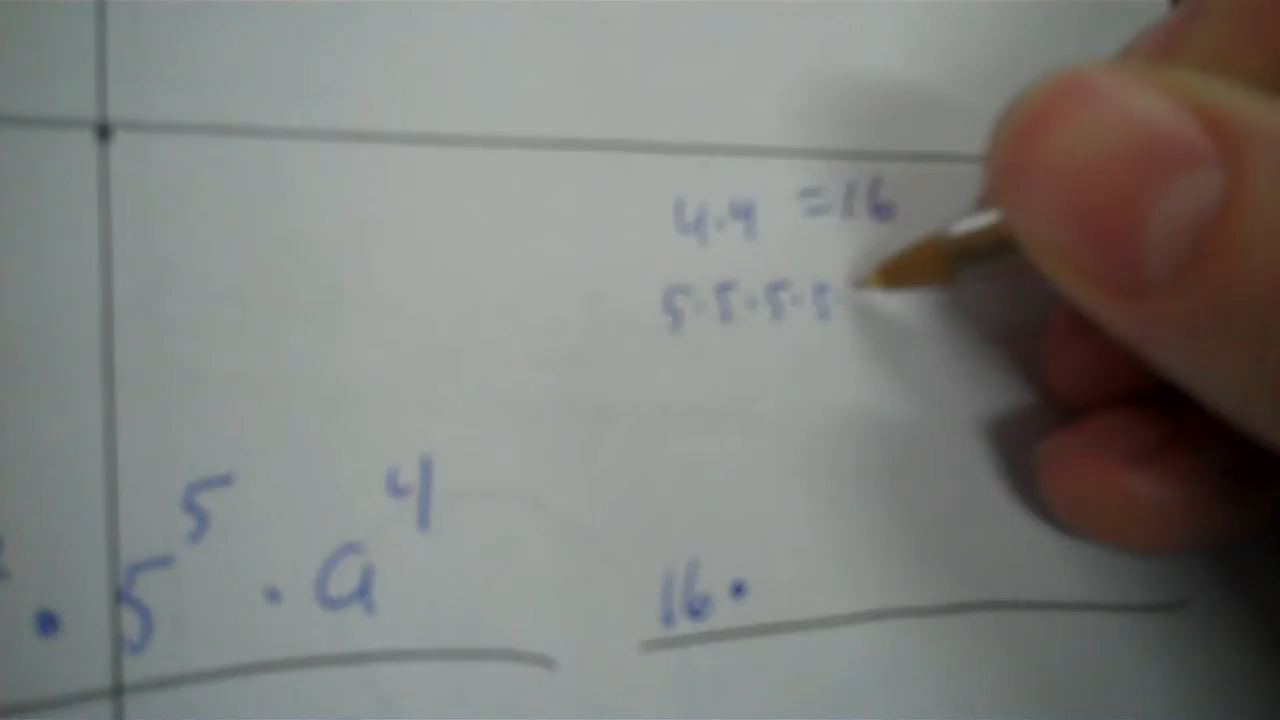 4·4 =16
5·5·5·5·
· 5⁵ · a⁴
16·